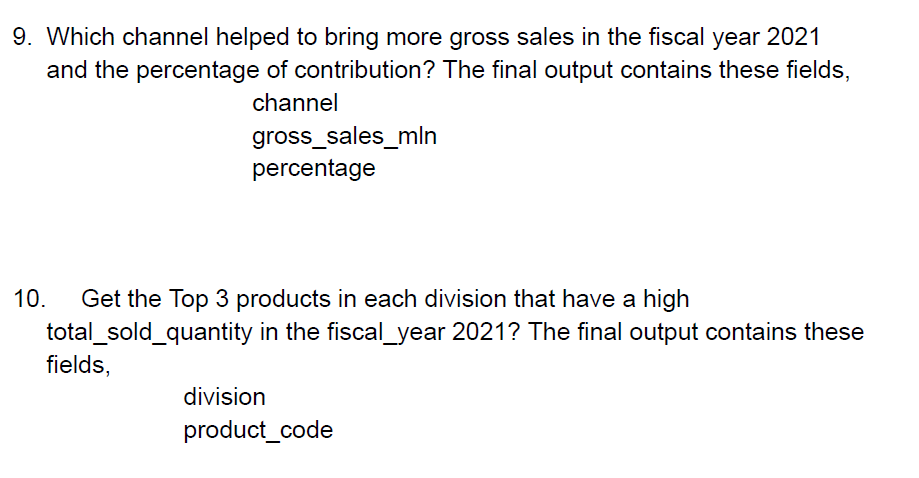 9. Which channel helped to bring more gross sales in the fiscal year 2021
and the percentage of contribution? The final output contains these fields,
channel
gross_sales_mln
percentage
10. Get the Top 3 products in each division that have a high
total_sold_quantity in the fiscal_year 2021? The final output contains these
fields,
division
product_code